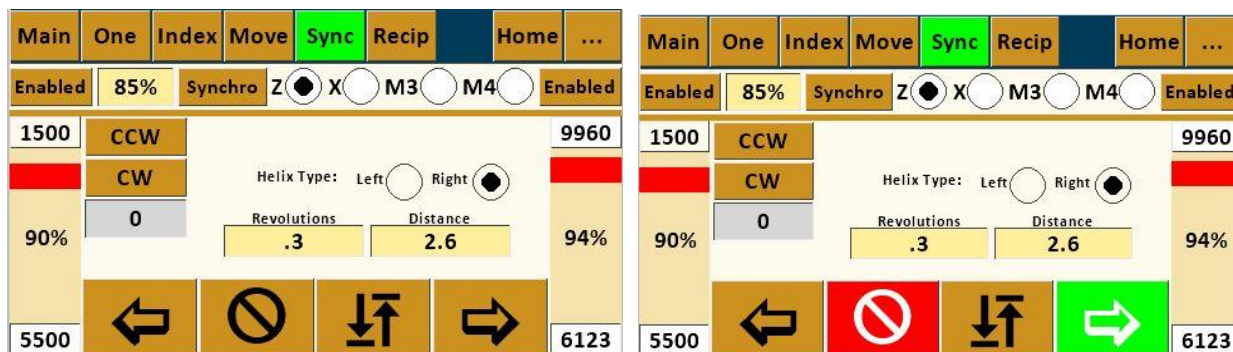 Main One Index Move Sync Recip Home ...
Enabled 85% Synchro Z X M3 M4 Enabled
1500 CCW 9960
CW Helix Type: Left Right
0 Revolutions Distance
90% .3 2.6 94%
5500 6123
Main One Index Move Sync Recip Home ...
Enabled 85% Synchro Z X M3 M4 Enabled
1500 CCW 9960
CW Helix Type: Left Right
0 Revolutions Distance
90% .3 2.6 94%
5500 6123